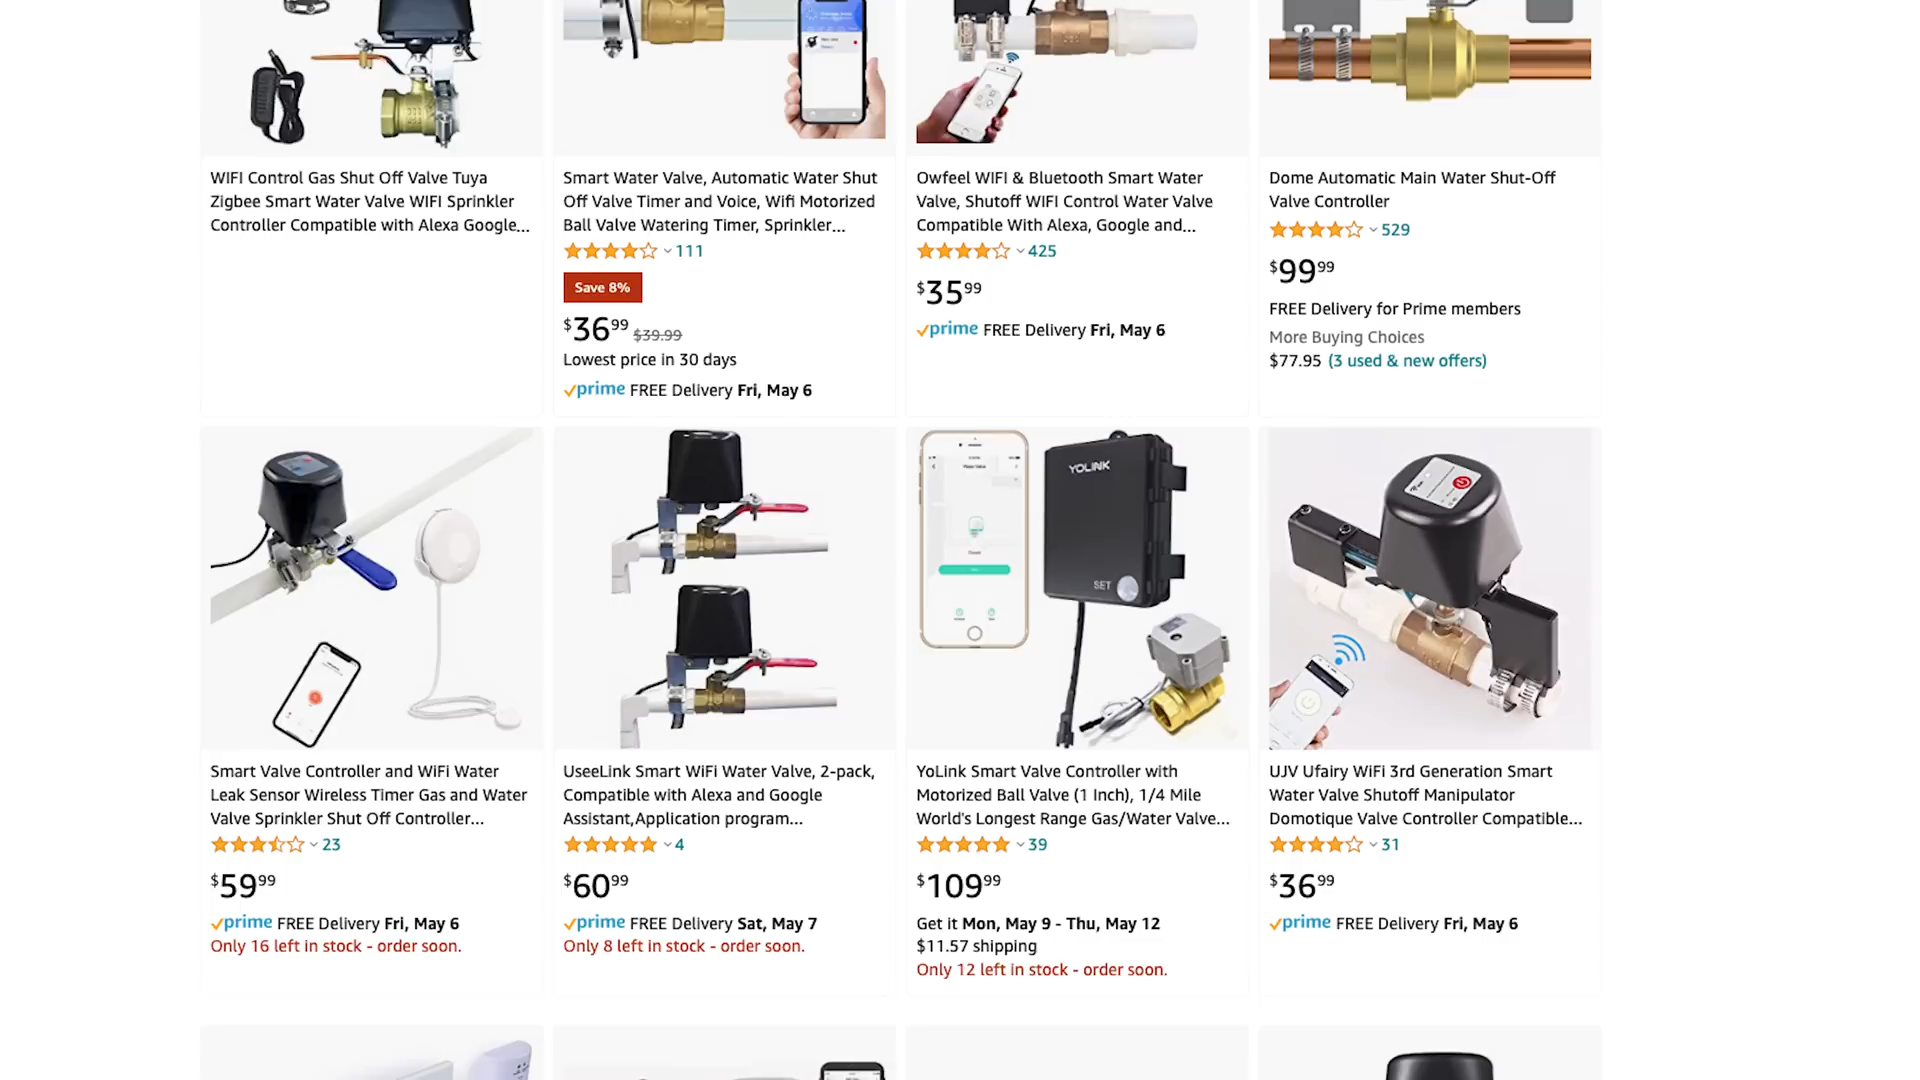 WIFI Control Gas Shut Off Valve Tuya
Zigbee Smart Water Valve WIFI Sprinkler
Controller Compatible with Alexa Google...
Smart Water Valve, Automatic Water Shut
Off Valve Timer and Voice, Wifi Motorized
Ball Valve Watering Timer, Sprinkler...
111
Save 8%
$36.99 $39.99
Lowest price in 30 days
prime FREE Delivery Fri, May 6
Owfeel WIFI & Bluetooth Smart Water
Valve, Shutoff WIFI Control Water Valve
Compatible With Alexa, Google and...
425
$35.99
prime FREE Delivery Fri, May 6
Dome Automatic Main Water Shut-Off
Valve Controller
529
$99.99
FREE Delivery for Prime members
More Buying Choices
$77.95 (3 used & new offers)
Smart Valve Controller and WiFi Water
Leak Sensor Wireless Timer Gas and Water
Valve Sprinkler Shut Off Controller...
23
$59.99
prime FREE Delivery Fri, May 6
Only 16 left in stock - order soon.
UseeLink Smart WiFi Water Valve, 2-pack,
Compatible with Alexa and Google
Assistant,Application program...
4
$60.99
prime FREE Delivery Sat, May 7
Only 8 left in stock - order soon.
YOLINK
SET
YoLink Smart Valve Controller with
Motorized Ball Valve (1 Inch), 1/4 Mile
World's Longest Range Gas/Water Valve...
39
$109.99
Get it Mon, May 9 - Thu, May 12
$11.57 shipping
Only 12 left in stock - order soon.
UJV Ufairy WiFi 3rd Generation Smart
Water Valve Shutoff Manipulator
Domotique Valve Controller Compatible...
31
$36.99
prime FREE Delivery Fri, May 6